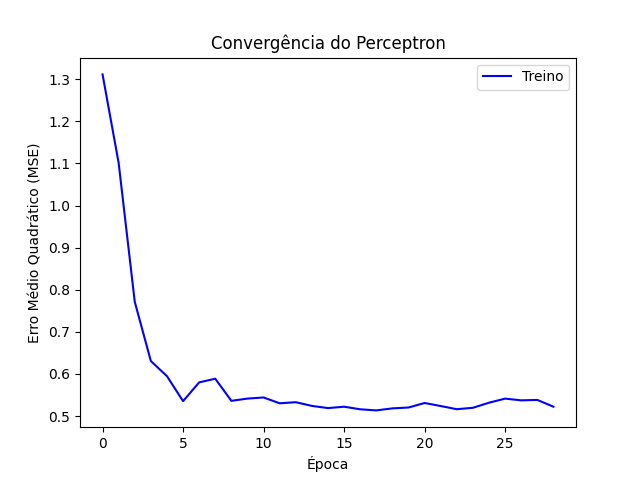 Convergência do Perceptron
Treino
Erro Médio Quadrático (MSE)
1.3
1.2
1.1
1.0
0.9
0.8
0.7
0.6
0.5
0 5 10 15 20 25
Época